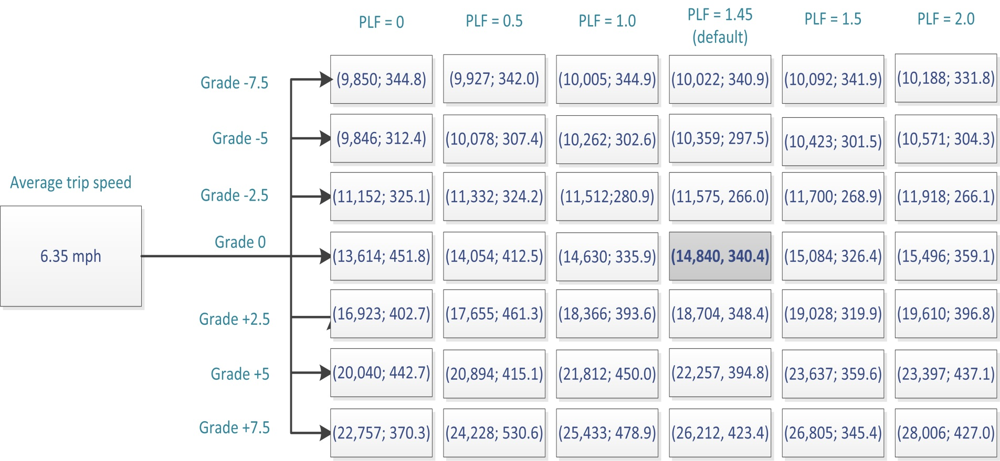 PLF = 0 PLF = 0.5 PLF = 1.0 PLF = 1.45 PLF = 1.5 PLF = 2.0
(default)
Grade -7.5 (9,850; 344.8) (9,927; 342.0) (10,005; 344.9) (10,022; 340.9) (10,092; 341.9) (10,188; 331.8)
Grade -5 (9,846; 312.4) (10,078; 307.4) (10,262; 302.6) (10,359; 297.5) (10,423; 301.5) (10,571; 304.3)
Average trip speed
Grade -2.5 (11,152; 325.1) (11,332; 324.2) (11,512;280.9) (11,575, 266.0) (11,700; 268.9) (11,918; 266.1)
6.35 mph
Grade 0 (13,614; 451.8) (14,054; 412.5) (14,630; 335.9) (14,840, 340.4) (15,084; 326.4) (15,496; 359.1)
Grade +2.5 (16,923; 402.7) (17,655; 461.3) (18,366; 393.6) (18,704, 348.4) (19,028; 319.9) (19,610; 396.8)
Grade +5 (20,040; 442.7) (20,894; 415.1) (21,812; 450.0) (22,257, 394.8) (23,637; 359.6) (23,397; 437.1)
Grade +7.5 (22,757; 370.3) (24,228; 530.6) (25,433; 478.9) (26,212, 423.4) (26,805; 345.4) (28,006; 427.0)